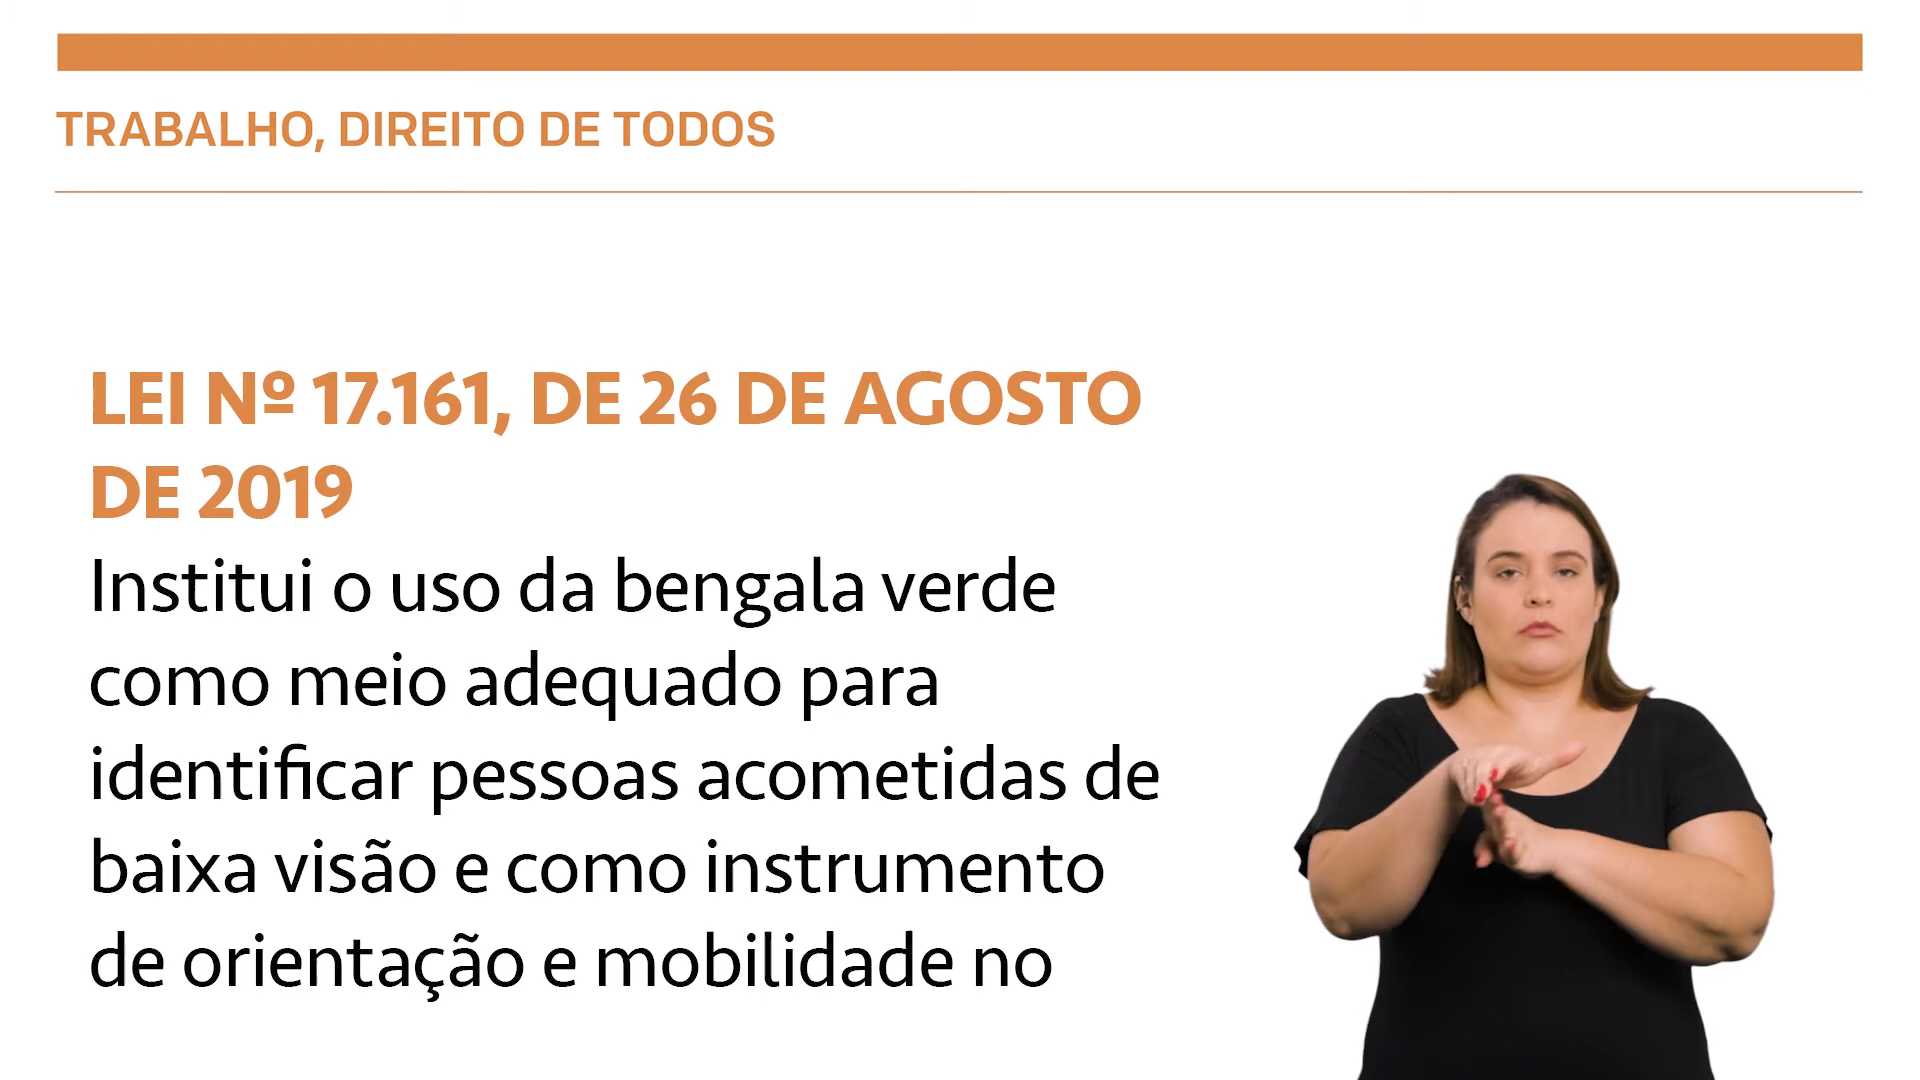 TRABALHO, DIREITO DE TODOS
LEI Nº 17.161, DE 26 DE AGOSTO
DE 2019
Institui o uso da bengala verde
como meio adequado para
identificar pessoas acometidas de
baixa visão e como instrumento
de orientação e mobilidade no